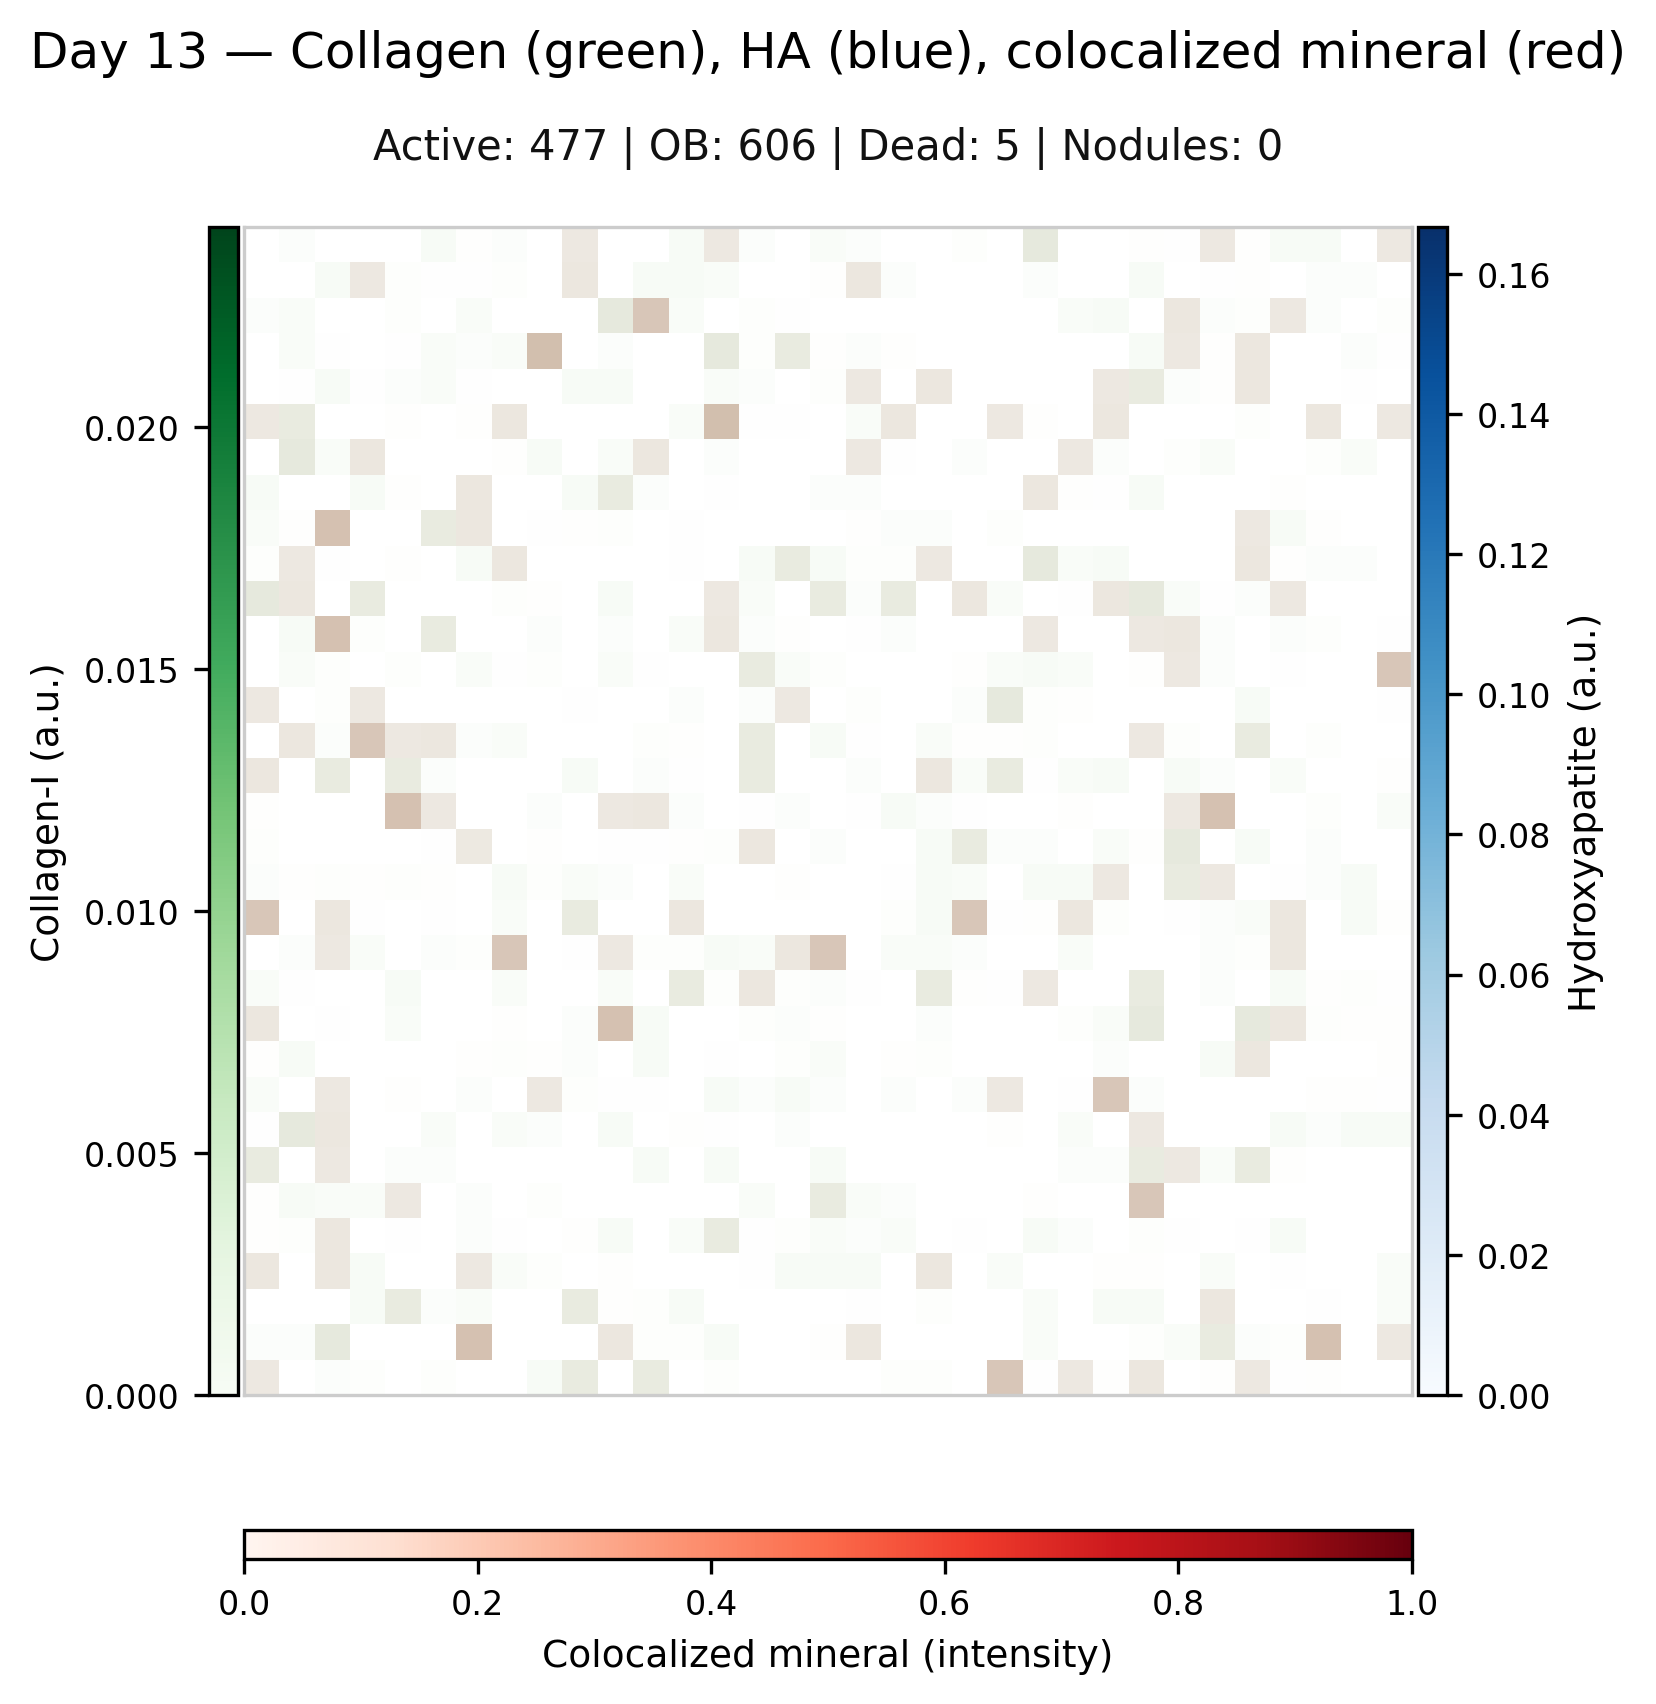 Day 13 — Collagen (green), HA (blue), colocalized mineral (red)
Active: 477 | OB: 606 | Dead: 5 | Nodules: 0
Collagen-I (a.u.)
0.020
0.015
0.010
0.005
0.000
0.16
0.14
0.12
0.10
0.08
0.06
0.04
0.02
0.00
Hydroxyapatite (a.u.)
0.0 0.2 0.4 0.6 0.8 1.0
Colocalized mineral (intensity)